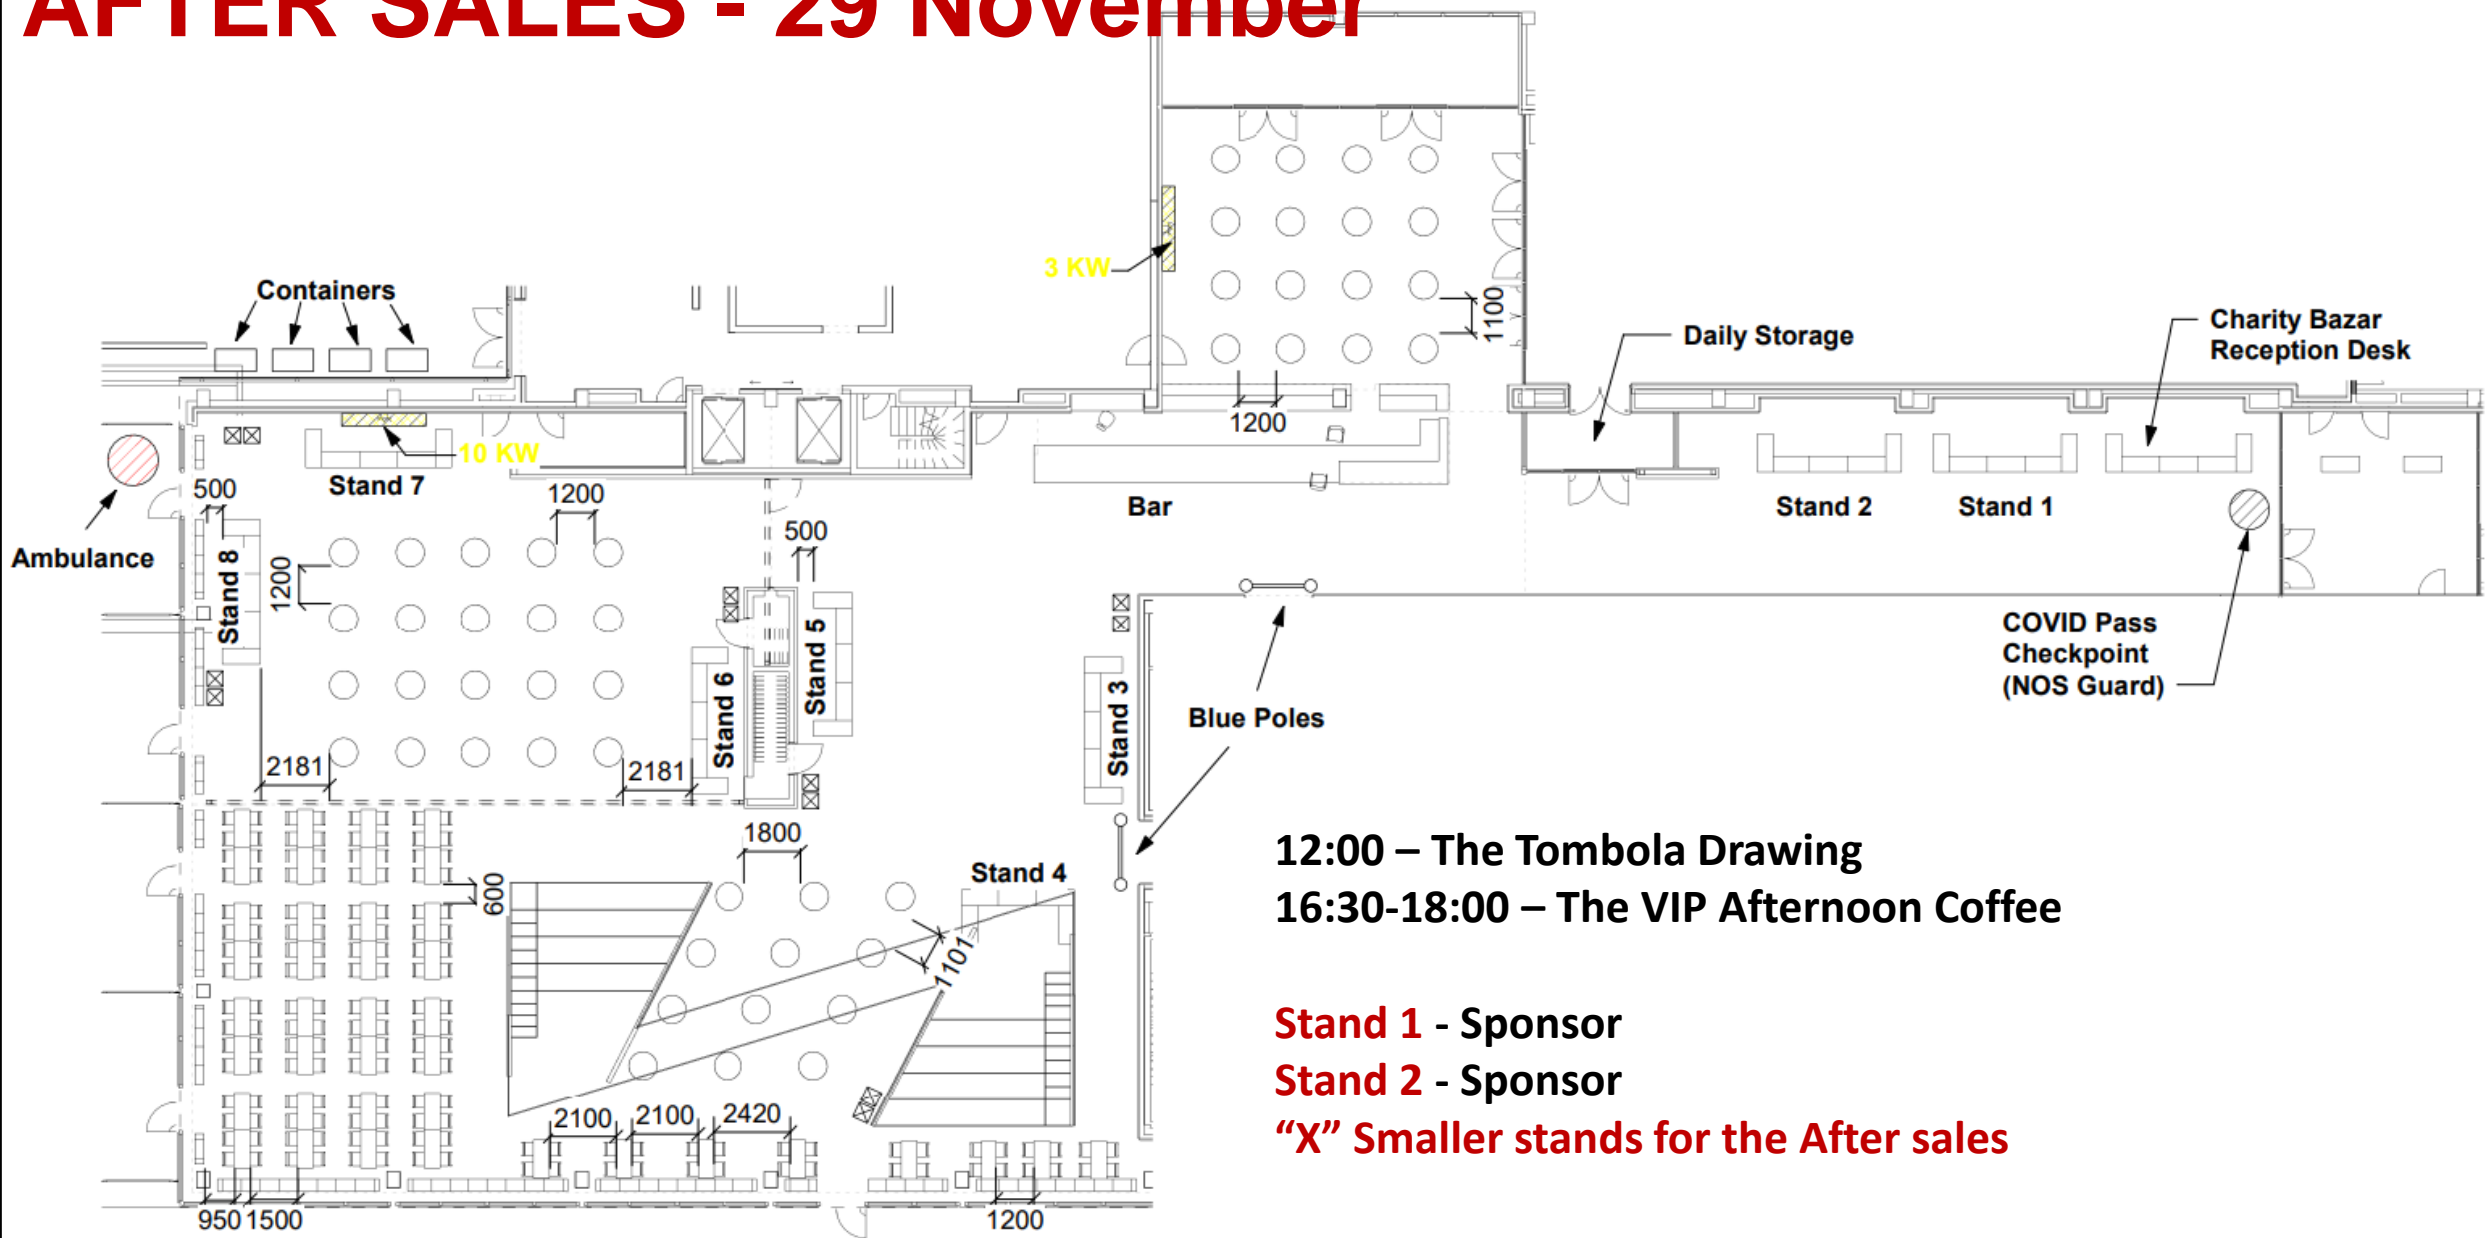 AFTER SALES - 29 November
3 KW
Containers
1100
Daily Storage
Charity Bazar
Reception Desk
1200
10 KW
Stand 7
500
1200
Bar
Stand 2
Stand 1
500
Ambulance
Stand 8
1200
Stand 5
Stand 6
Stand 3
COVID Pass
Checkpoint
(NOS Guard)
Blue Poles
2181
2181
1800
600
Stand 4
1101
12:00 – The Tombola Drawing
16:30-18:00 – The VIP Afternoon Coffee
Stand 1 - Sponsor
Stand 2 - Sponsor
“X” Smaller stands for the After sales
2100
2100
2420
950
1500
1200